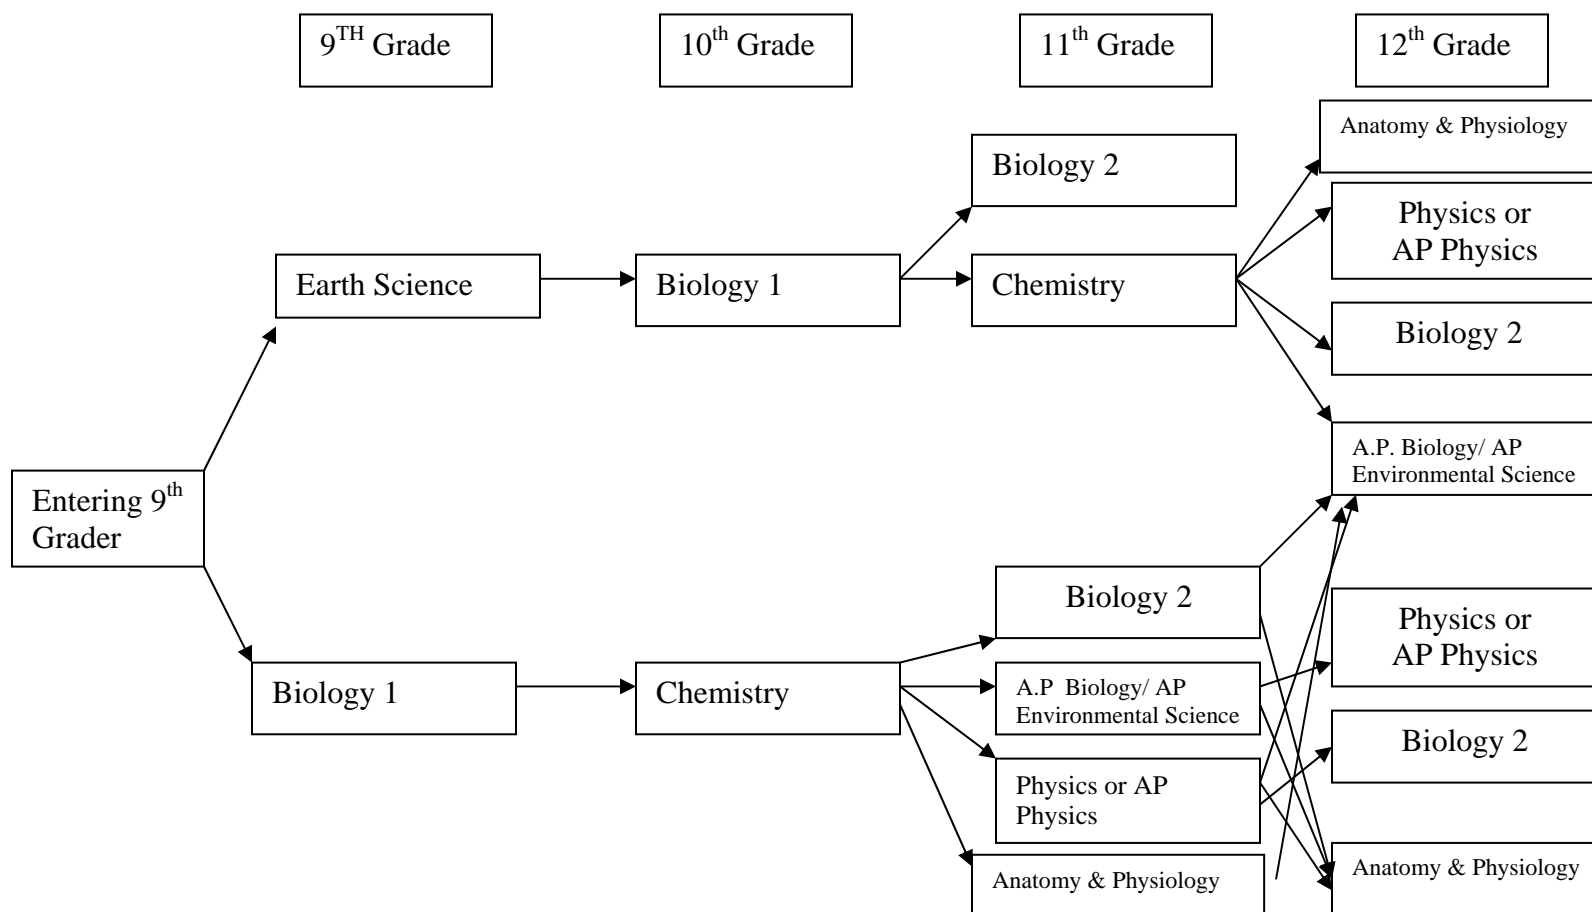 9TH Grade
10th Grade
11th Grade
12th Grade
Anatomy & Physiology
Biology 2
Physics or
AP Physics
Earth Science
Biology 1
Chemistry
Biology 2
A.P. Biology/ AP
Environmental Science
Entering 9th
Grader
Biology 2
Physics or
AP Physics
Biology 1
Chemistry
A.P Biology/ AP
Environmental Science
Biology 2
Physics or AP
Physics
Anatomy & Physiology
Anatomy & Physiology